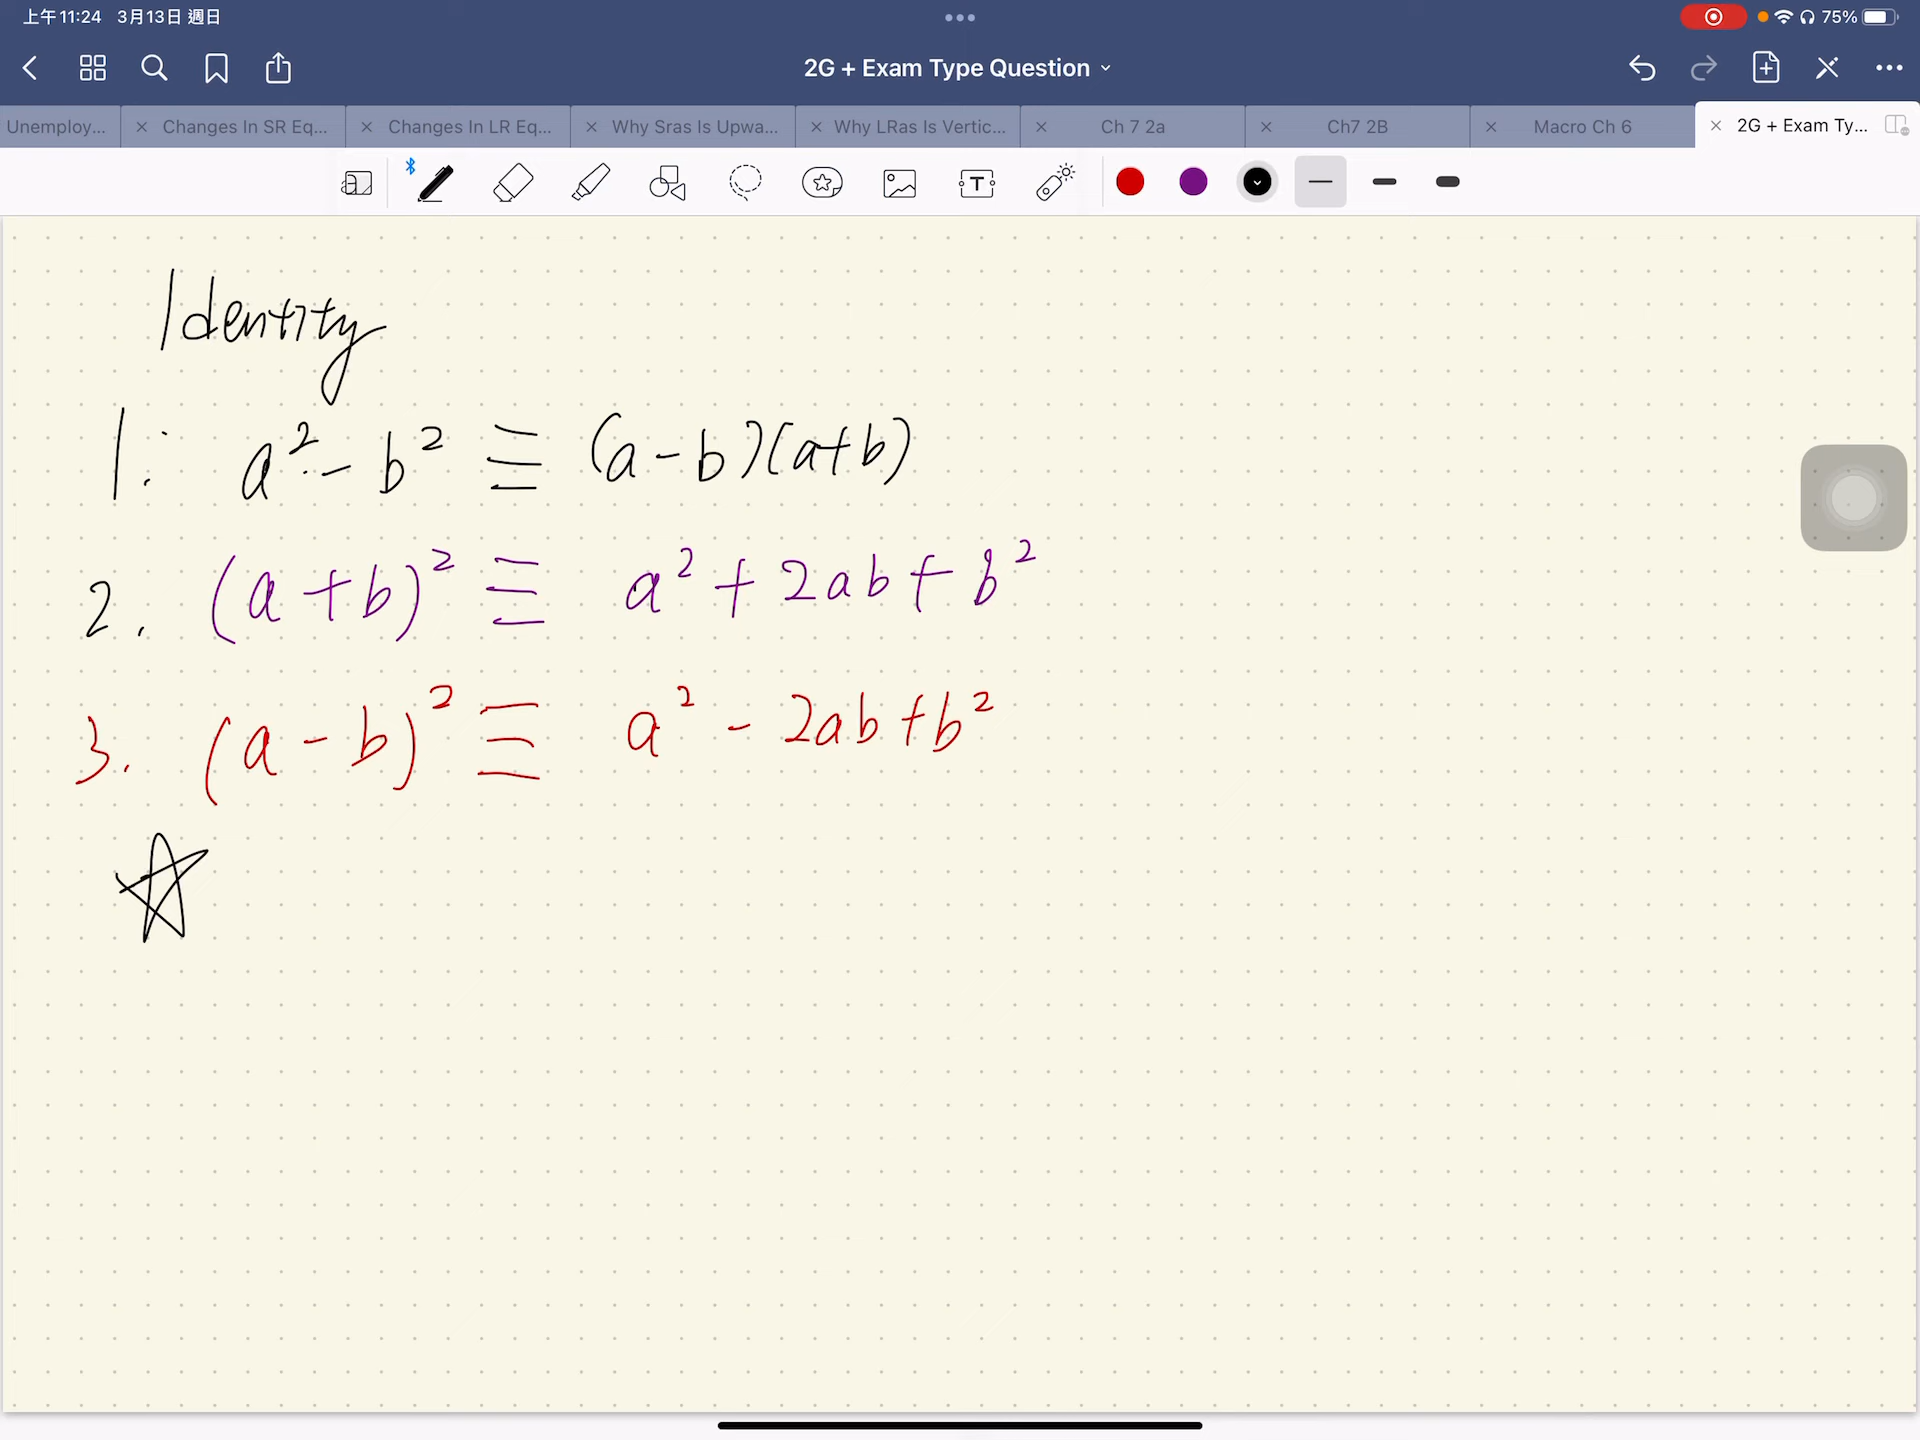 上午11:24 3月13日 週日 75%
2G + Exam Type Question
Unemploy... Changes In SR Eq... Changes In LR Eq... Why Sras Is Upwa... Why LRas Is Vertic... Ch 7 2a Ch7 2B Macro Ch 6 2G + Exam Ty...
Identity
1. a² - b² ≡ (a-b)(a+b)
2. (a+b)² ≡ a² + 2ab + b²
3. (a-b)² ≡ a² - 2ab + b²